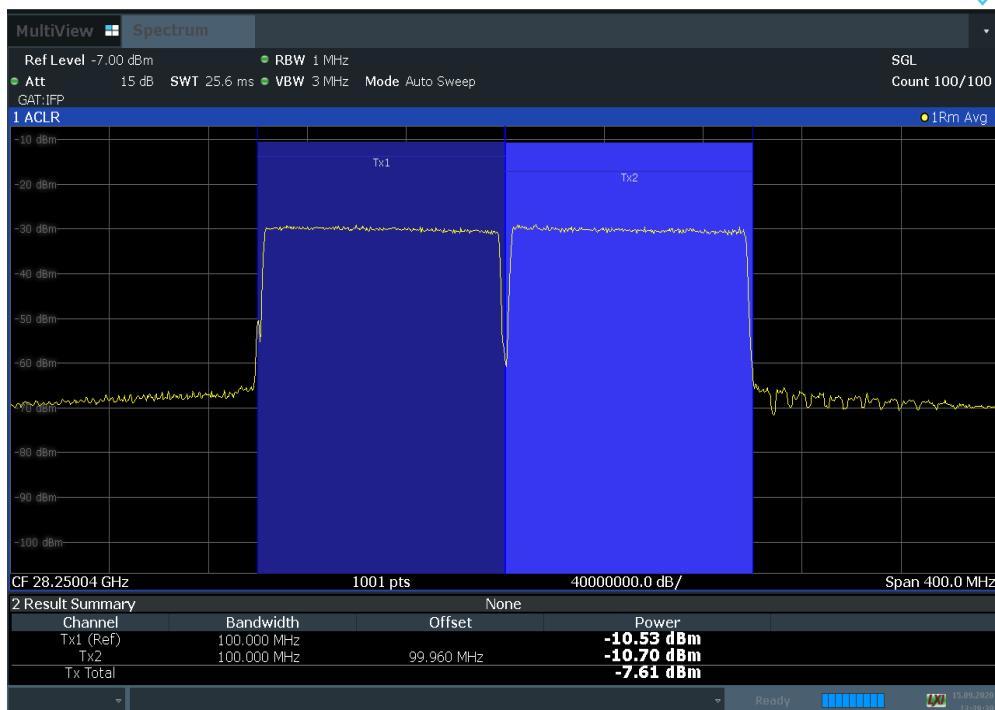 MultiView Spectrum
Ref Level -7.00 dBm RBW 1 MHz SGL
Att 15 dB SWT 25.6 ms VBW 3 MHz Mode Auto Sweep Count 100/100
GAT:IFP
1 ACLR 1Rm Avg
-10 dBm
Tx1
Tx2
-20 dBm
-30 dBm
-40 dBm
-50 dBm
-60 dBm
-70 dBm
-80 dBm
-90 dBm
-100 dBm
CF 28.25004 GHz 1001 pts 40000000.0 dB/ Span 400.0 MHz
2 Result Summary None
Channel Bandwidth Offset Power
Tx1 (Ref) 100.000 MHz -10.53 dBm
Tx2 100.000 MHz 99.960 MHz -10.70 dBm
Tx Total -7.61 dBm
Ready 15.09.2020